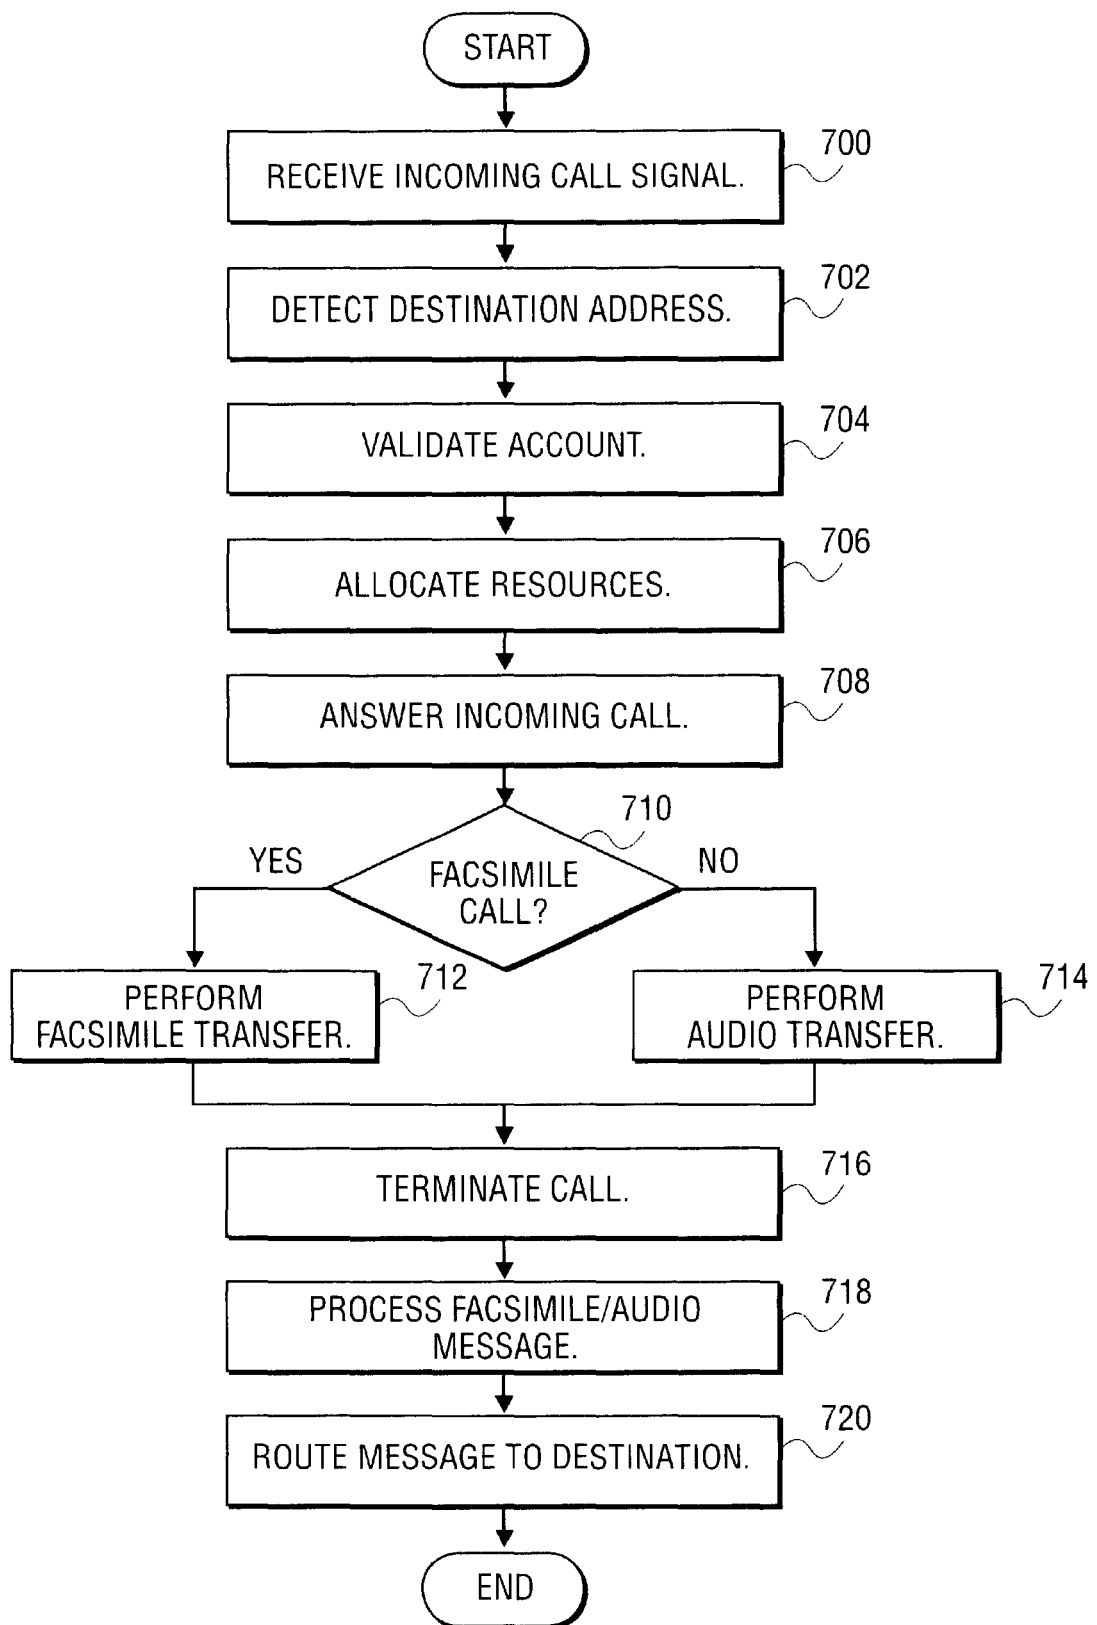 START
700
RECEIVE INCOMING CALL SIGNAL.
702
DETECT DESTINATION ADDRESS.
704
VALIDATE ACCOUNT.
706
ALLOCATE RESOURCES.
708
ANSWER INCOMING CALL.
710
YES
NO
FACSIMILE
CALL?
712
PERFORM
FACSIMILE TRANSFER.
714
PERFORM
AUDIO TRANSFER.
716
TERMINATE CALL.
718
PROCESS FACSIMILE/AUDIO
MESSAGE.
720
ROUTE MESSAGE TO DESTINATION.
END